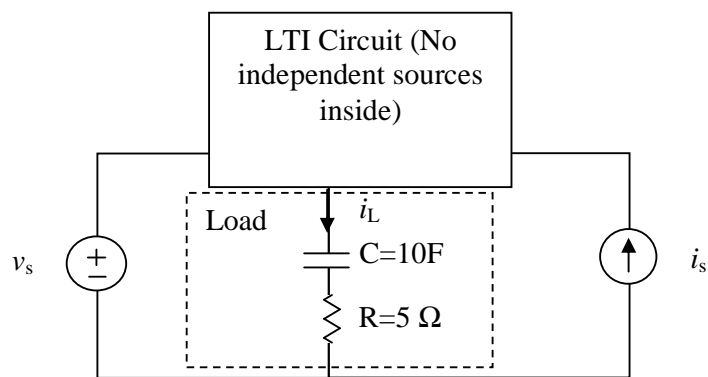 LTI Circuit (No
independent sources
inside)
Load
i_L
C=10F
v_s
i_s
R=5 Ω